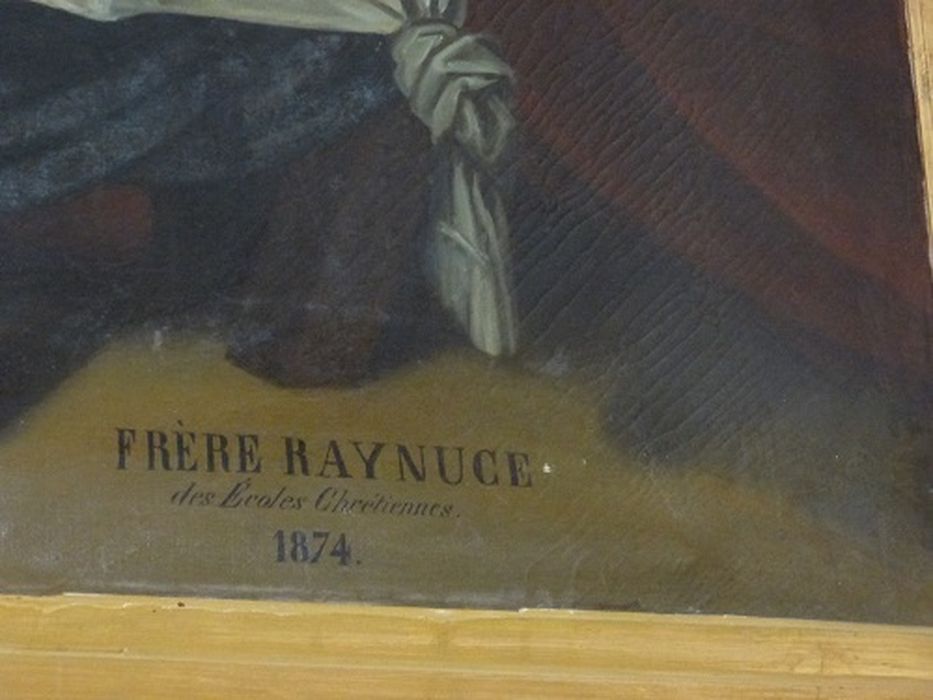 FRÈRE RAYNUCE
des Écoles Chrétiennes.
1874.